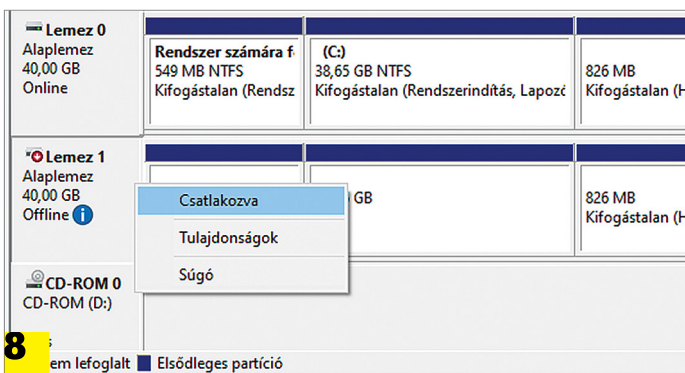 Lemez 0
Alaplemez
40,00 GB
Online
Rendszer számára f
549 MB NTFS
Kifogástalan (Rendsz
(C:)
38,65 GB NTFS
Kifogástalan (Rendszerindítás, Lapozó
826 MB
Kifogástalan (H
Lemez 1
Alaplemez
40,00 GB
Offline
GB
826 MB
Kifogástalan (H
Csatlakozva
Tulajdonságok
Súgó
CD-ROM 0
CD-ROM (D:)
8
em lefoglalt
Elsődleges partíció